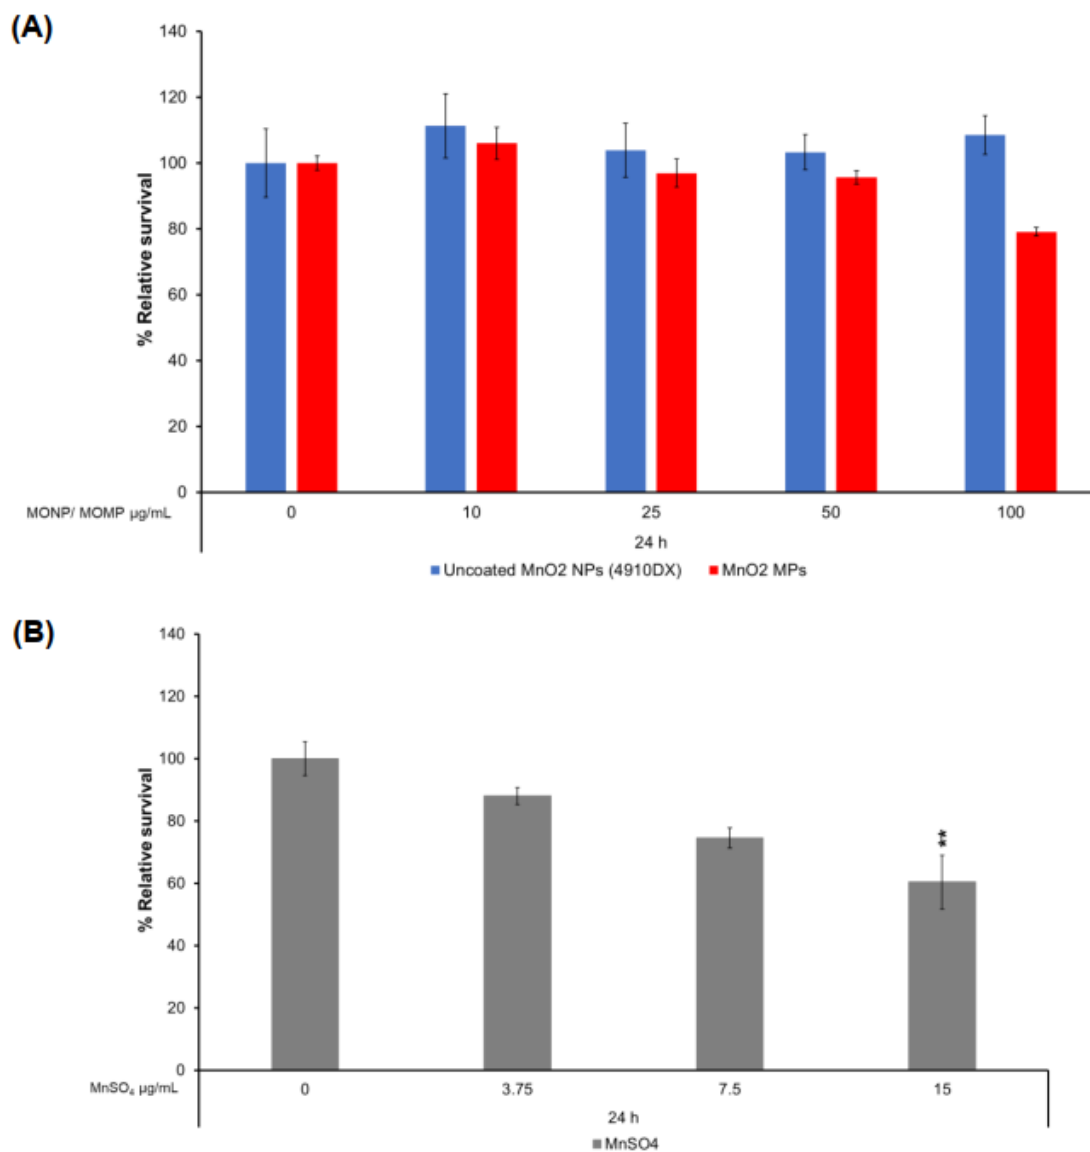 (A)
140
120
100
80
60
40
20
0
% Relative survival
MONP/ MOMP µg/mL 0 10 25 50 100
24 h
Uncoated MnO2 NPs (4910DX) MnO2 MPs
(B)
140
120
100
80
60
40
20
0
% Relative survival
**
MnSO₄ µg/mL 0 3.75 7.5 15
24 h
MnSO4